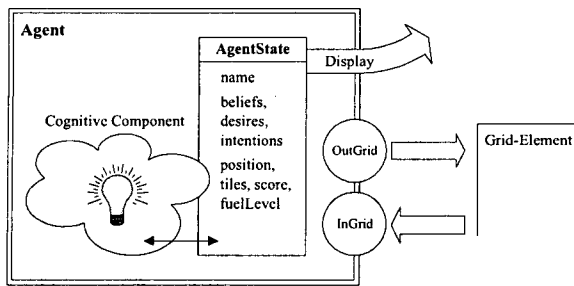 Agent
AgentState
Display
name
beliefs,
desires,
intentions
position,
tiles, score,
fuelLevel
Cognitive Component
OutGrid
InGrid
Grid-Element